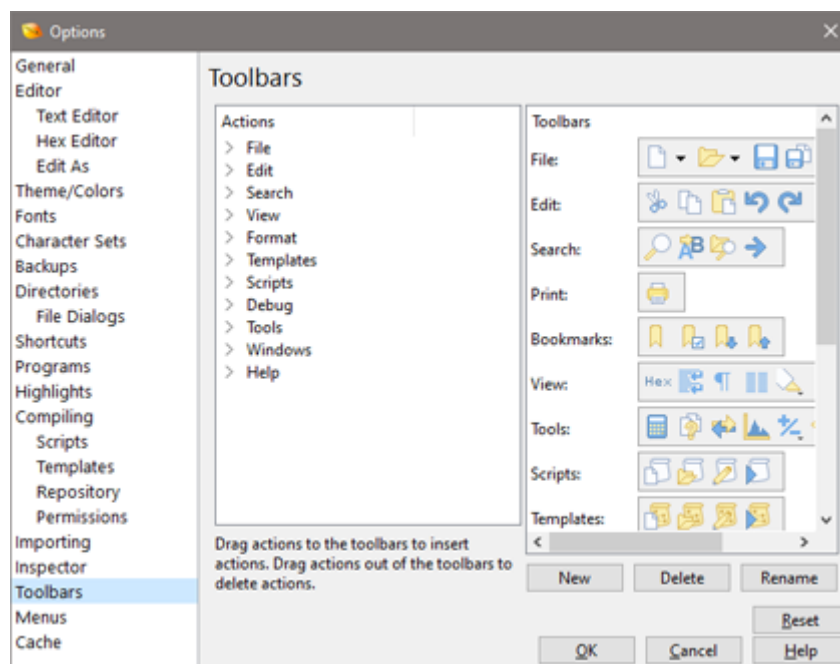 Options
General
Editor
Text Editor
Hex Editor
Edit As
Theme/Colors
Fonts
Character Sets
Backups
Directories
File Dialogs
Shortcuts
Programs
Highlights
Compiling
Scripts
Templates
Repository
Permissions
Importing
Inspector
Toolbars
Menus
Cache
Toolbars
Actions
File
Edit
Search
View
Format
Templates
Scripts
Debug
Tools
Windows
Help
Drag actions to the toolbars to insert
actions. Drag actions out of the toolbars to
delete actions.
Toolbars
File:
Edit:
Search:
Print:
Bookmarks:
View: Hex
Tools:
Scripts:
Templates:
New Delete Rename
Reset
OK Cancel Help